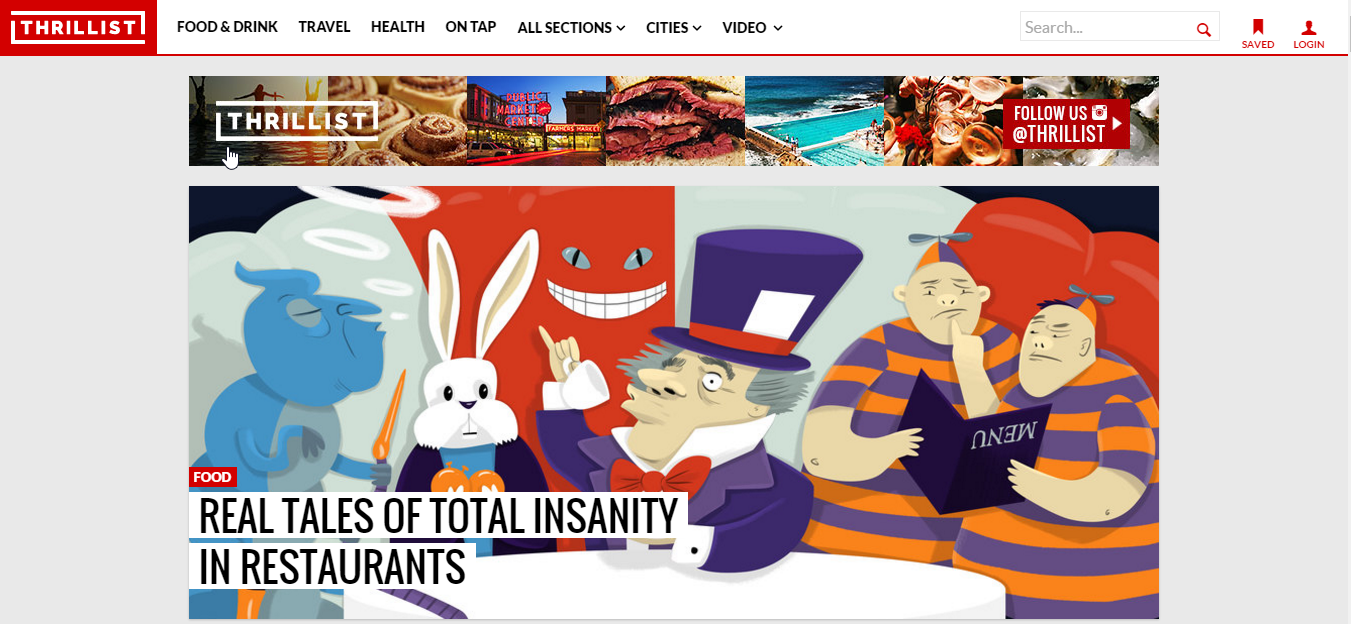 THRILLIST
FOOD & DRINK TRAVEL HEALTH ON TAP ALL SECTIONS CITIES VIDEO
Search...
SAVED
LOGIN
THRILLIST
PUBLIC
MARKET
CENTER
FARMERS MARKET
FOLLOW US
@THRILLIST
MENU
FOOD
REAL TALES OF TOTAL INSANITY
IN RESTAURANTS